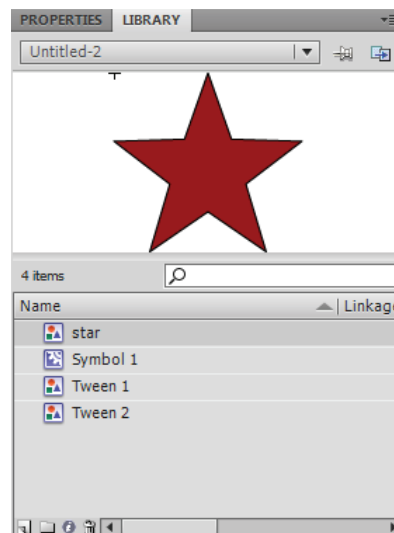 PROPERTIES LIBRARY
Untitled-2
4 items
Name Linkage
star
Symbol 1
Tween 1
Tween 2